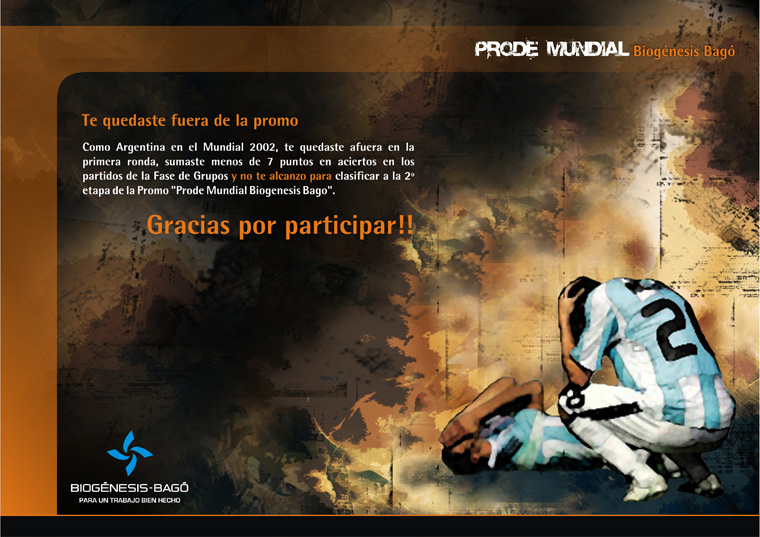 PRODE MUNDIAL Biogénesis Bagó
Te quedaste fuera de la promo
Como Argentina en el Mundial 2002, te quedaste afuera en la
primera ronda, sumaste menos de 7 puntos en aciertos en los
partidos de la Fase de Grupos y no te alcanzo para clasificar a la 2º
etapa de la Promo "Prode Mundial Biogenesis Bago".
Gracias por participar!!
2
BIOGÉNESIS-BAGÓ
PARA UN TRABAJO BIEN HECHO